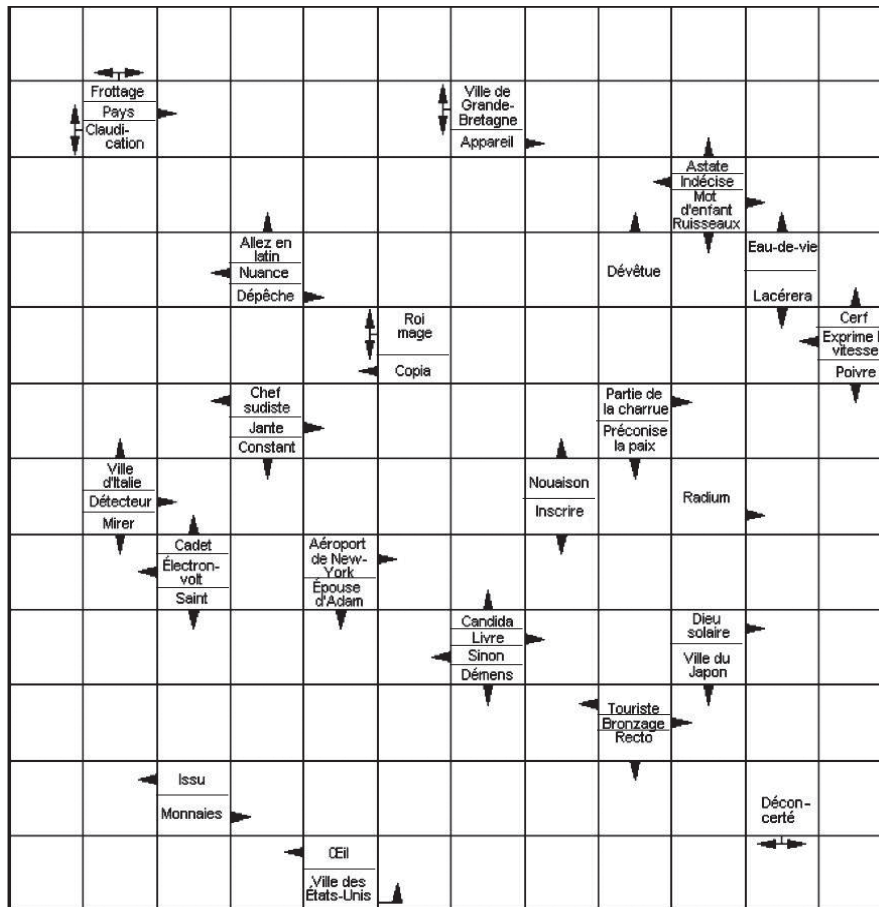 Frottage
Pays
Claudi-
cation
Ville de
Grande-
Bretagne
Appareil
Astate
Indécise
Mot
d'enfant
Ruisseaux
Allez en
latin
Nuance
Dépêche
Dévêtue
Eau-de-vie
Lacérera
Roi
mage
Copia
Cerf
Exprime l
vitesse
Poivre
Chef
sudiste
Jante
Constant
Partie de
la charrue
Préconise
la paix
Ville
d'Italie
Détecteur
Mirer
Nouaison
Inscrire
Radium
Cadet
Électron-
volt
Saint
Aéroport
de New-
York
Épouse
d'Adam
Candida
Livre
Sinon
Démens
Dieu
solaire
Ville du
Japon
Touriste
Bronzage
Recto
Issu
Monnaies
Décon-
certé
Œil
Ville des
États-Unis